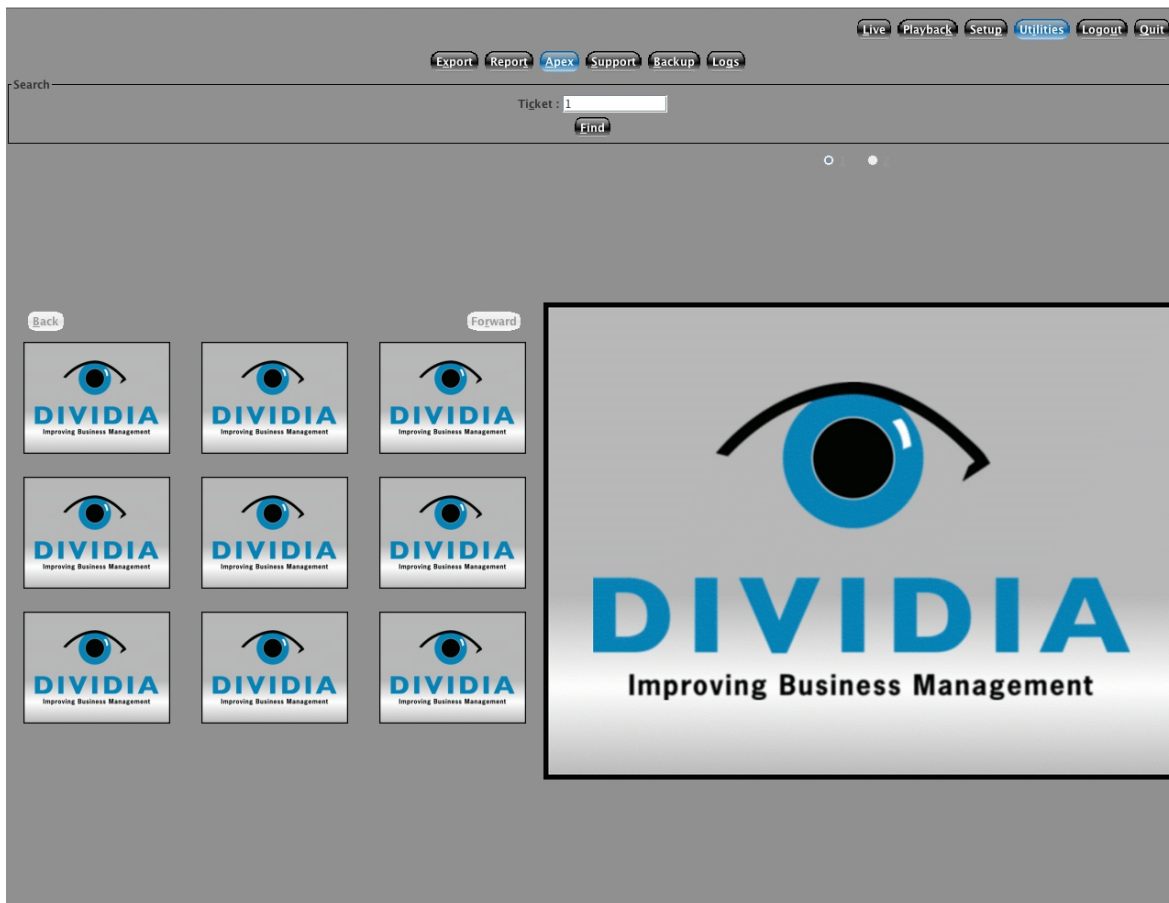 Live Playback Setup Utilities Logout Quit
Export Report Apex Support Backup Logs
Search
Ticket : 1
Find
1 2
Back Forward
DIVIDIA DIVIDIA DIVIDIA
Improving Business Management Improving Business Management Improving Business Management
DIVIDIA DIVIDIA DIVIDIA
Improving Business Management Improving Business Management Improving Business Management
DIVIDIA DIVIDIA DIVIDIA
Improving Business Management Improving Business Management Improving Business Management
DIVIDIA
Improving Business Management